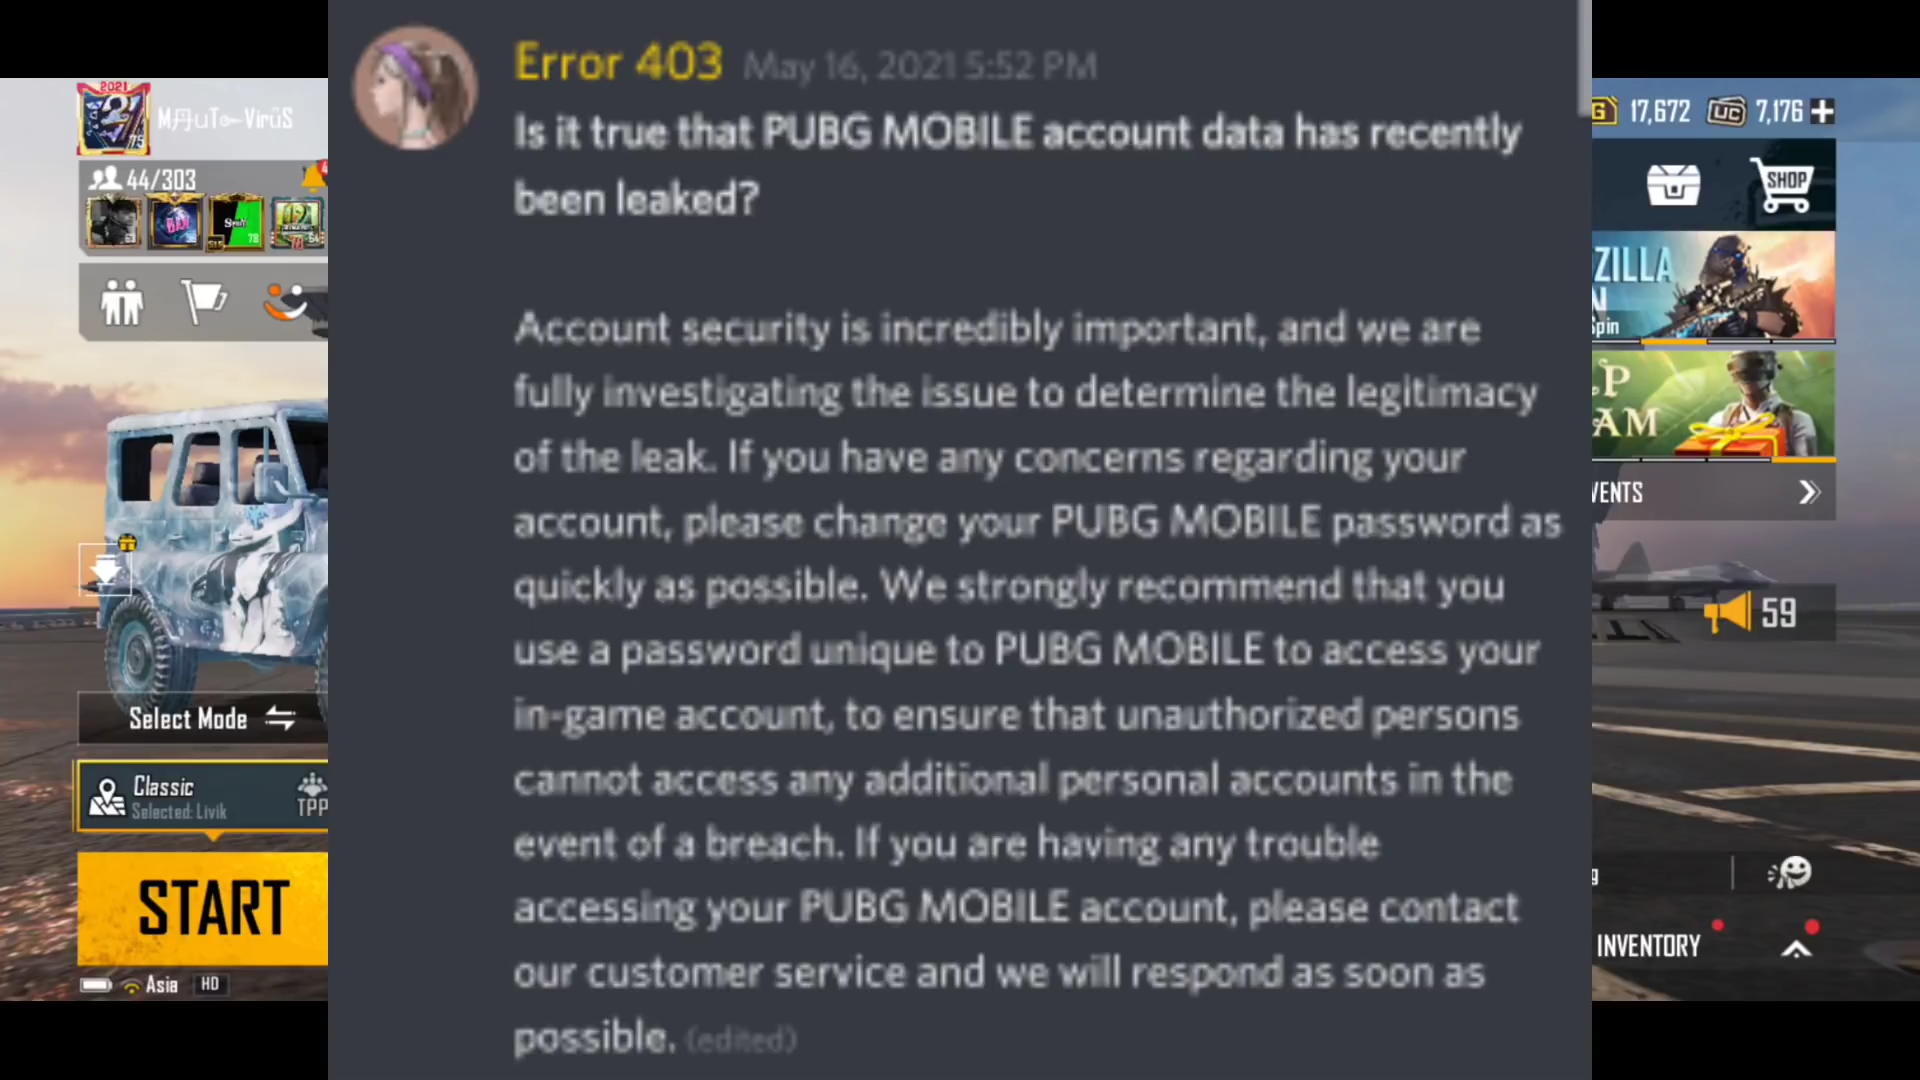 Error 403 May 16, 2021 5:52 PM
Is it true that PUBG MOBILE account data has recently
been leaked?
Account security is incredibly important, and we are
fully investigating the issue to determine the legitimacy
of the leak. If you have any concerns regarding your
account, please change your PUBG MOBILE password as
quickly as possible. We strongly recommend that you
use a password unique to PUBG MOBILE to access your
in-game account, to ensure that unauthorized persons
cannot access any additional personal accounts in the
event of a breach. If you are having any trouble
accessing your PUBG MOBILE account, please contact
our customer service and we will respond as soon as
possible. (edited)
2021
75
44/303
Select Mode
Classic
Selected: Livik
TPP
START
Asia HD
G 17,672 UC 7,176
SHOP
ZILLA
N
Spin
P
AM
VENTS
59
g
INVENTORY